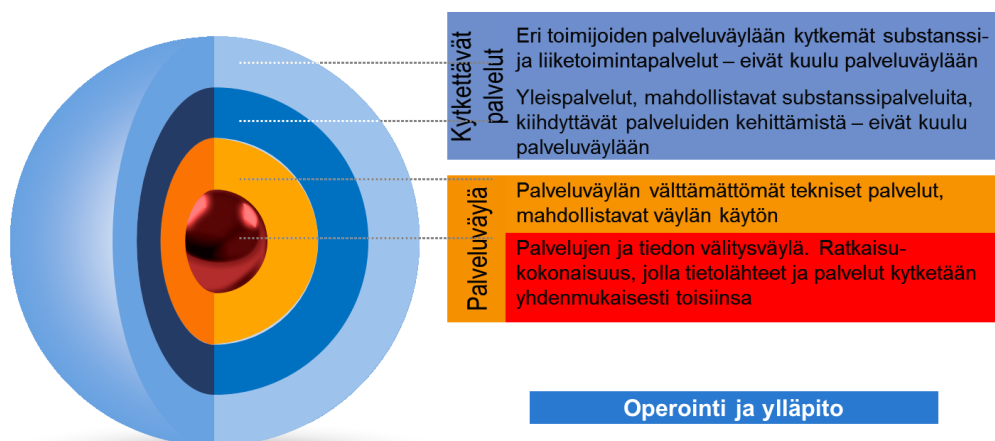 Kytkettävät
palvelut
Eri toimijoiden palveluväylään kytkemät substanssi-
ja liiketoimintapalvelut – eivät kuulu palveluväylään
Yleispalvelut, mahdollistavat substanssipalveluita,
kiihdyttävät palveluiden kehittämistä – eivät kuulu
palveluväylään
Palveluväylä
Palveluväylän välttämättömät tekniset palvelut,
mahdollistavat väylän käytön
Palvelujen ja tiedon välitysväylä. Ratkaisu-
kokonaisuus, jolla tietolähteet ja palvelut kytketään
yhdenmukaisesti toisiinsa
Operointi ja ylläpito